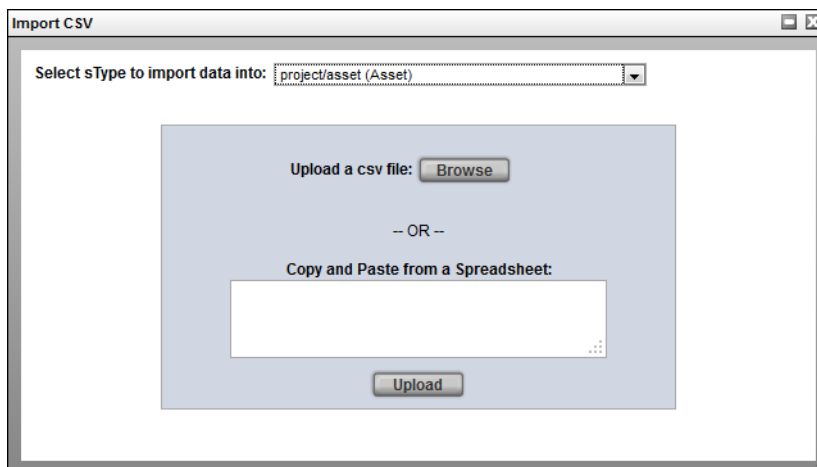 Import CSV
Select sType to import data into: project/asset (Asset)
Upload a csv file: Browse
-- OR --
Copy and Paste from a Spreadsheet:
Upload